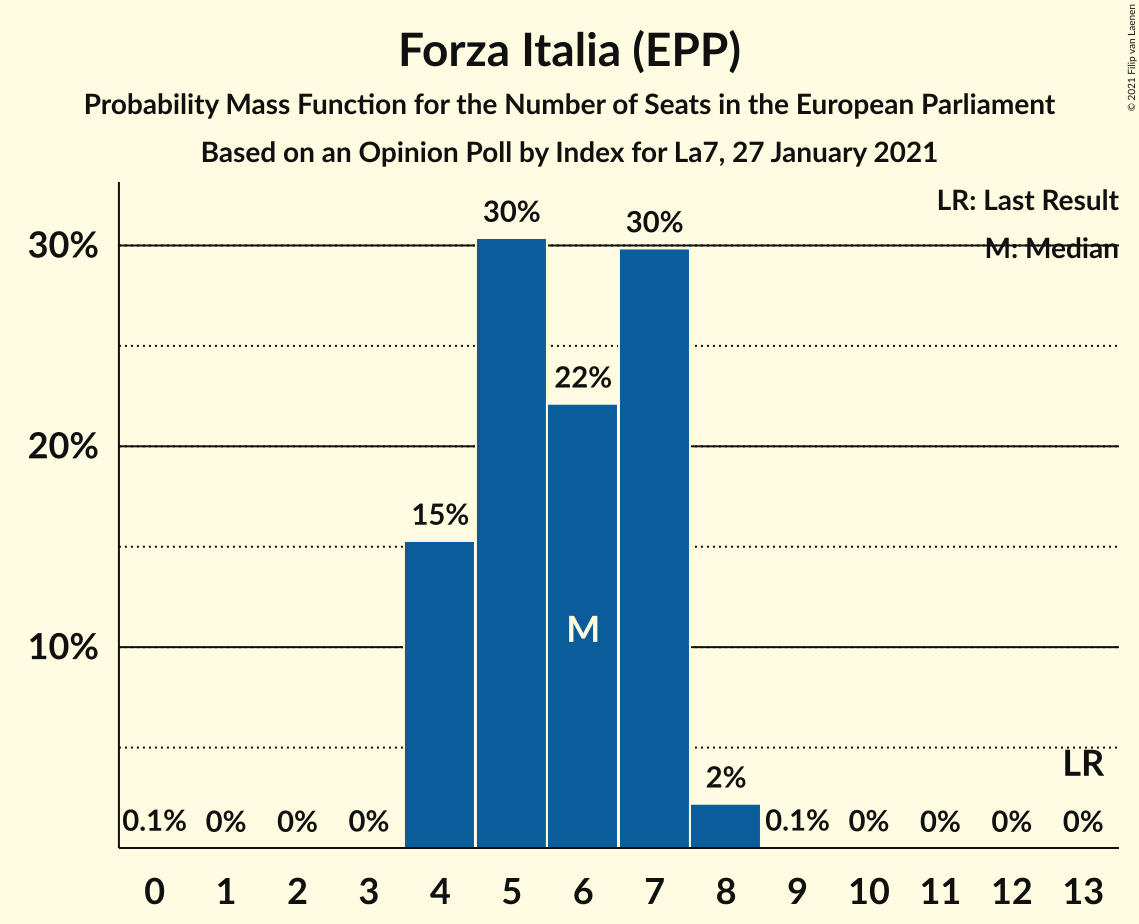 Forza Italia (EPP)
Probability Mass Function for the Number of Seats in the European Parliament
Based on an Opinion Poll by Index for La7, 27 January 2021
© 2021 Filip van Laenen
LR: Last Result
M: Median
30%
20%
10%
0.1% 0% 0% 0% 15% 30% 22% 30% 2% 0.1% 0% 0% 0% 0%
M
LR
0 1 2 3 4 5 6 7 8 9 10 11 12 13